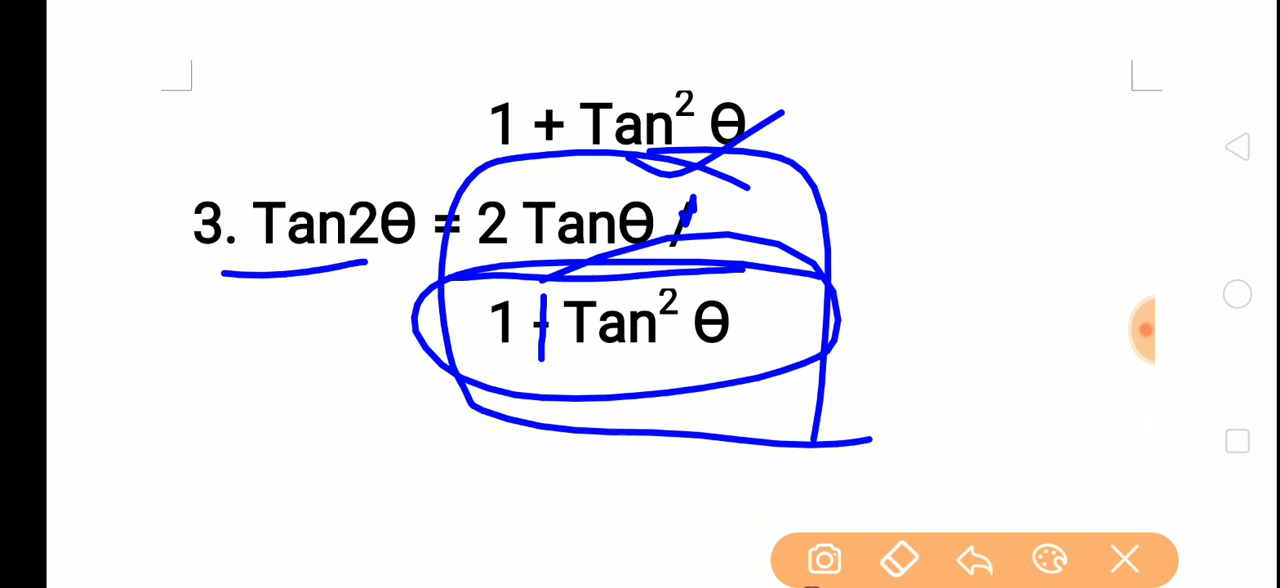 1 + Tan² θ
3. Tan2θ = 2 Tanθ /
1 - Tan² θ